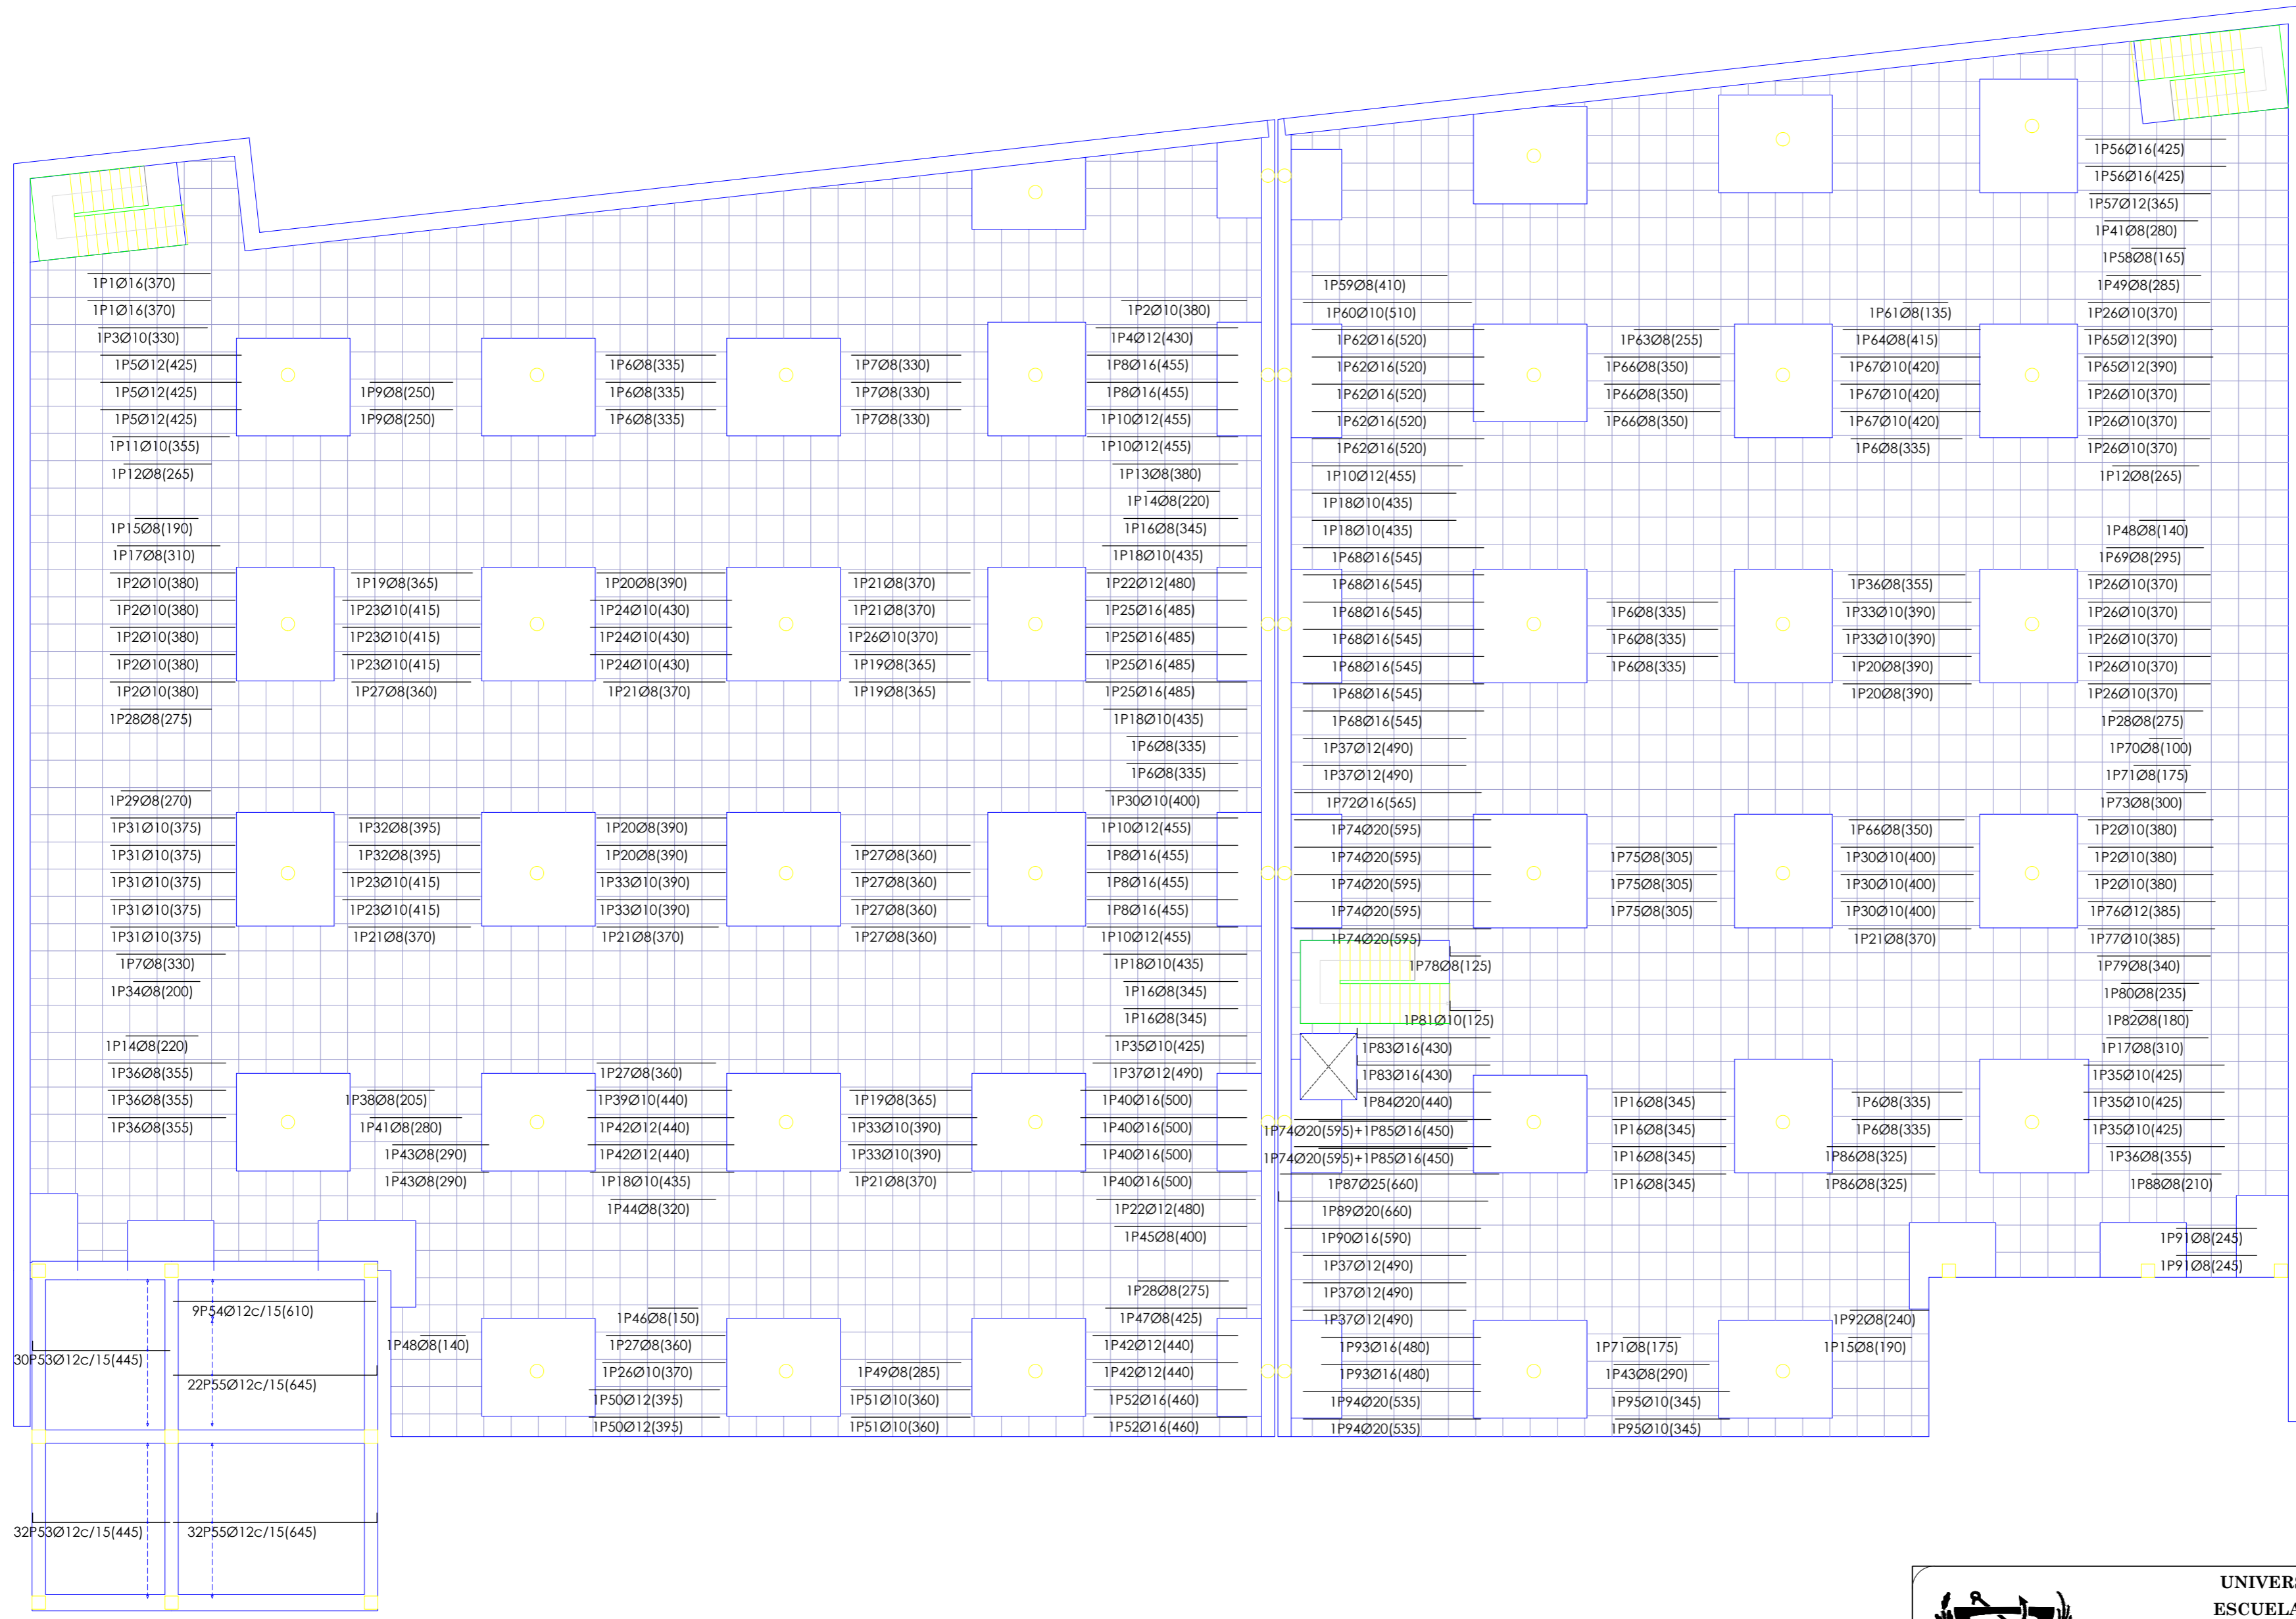 1P56Ø16(425)
1P56Ø16(425)
1P57Ø12(365)
1P41Ø8(280)
1P58Ø8(165)
1P1Ø16(370)
1P59Ø8(410)
1P49Ø8(285)
1P1Ø16(370)
1P2Ø10(380)
1P60Ø10(510)
1P61Ø8(135)
1P26Ø10(370)
1P3Ø10(330)
1P4Ø12(430)
1P62Ø16(520)
1P63Ø8(255)
1P64Ø8(415)
1P65Ø12(390)
1P5Ø12(425)
1P6Ø8(335)
1P7Ø8(330)
1P8Ø16(455)
1P62Ø16(520)
1P66Ø8(350)
1P67Ø10(420)
1P65Ø12(390)
1P5Ø12(425)
1P9Ø8(250)
1P6Ø8(335)
1P7Ø8(330)
1P8Ø16(455)
1P62Ø16(520)
1P66Ø8(350)
1P67Ø10(420)
1P26Ø10(370)
1P5Ø12(425)
1P9Ø8(250)
1P6Ø8(335)
1P7Ø8(330)
1P10Ø12(455)
1P62Ø16(520)
1P66Ø8(350)
1P67Ø10(420)
1P26Ø10(370)
1P11Ø10(355)
1P10Ø12(455)
1P62Ø16(520)
1P6Ø8(335)
1P26Ø10(370)
1P12Ø8(265)
1P13Ø8(380)
1P10Ø12(455)
1P12Ø8(265)
1P14Ø8(220)
1P18Ø10(435)
1P15Ø8(190)
1P16Ø8(345)
1P18Ø10(435)
1P48Ø8(140)
1P17Ø8(310)
1P18Ø10(435)
1P68Ø16(545)
1P69Ø8(295)
1P2Ø10(380)
1P19Ø8(365)
1P20Ø8(390)
1P21Ø8(370)
1P22Ø12(480)
1P68Ø16(545)
1P36Ø8(355)
1P26Ø10(370)
1P2Ø10(380)
1P23Ø10(415)
1P24Ø10(430)
1P21Ø8(370)
1P25Ø16(485)
1P68Ø16(545)
1P6Ø8(335)
1P33Ø10(390)
1P26Ø10(370)
1P2Ø10(380)
1P23Ø10(415)
1P24Ø10(430)
1P26Ø10(370)
1P25Ø16(485)
1P68Ø16(545)
1P6Ø8(335)
1P33Ø10(390)
1P26Ø10(370)
1P2Ø10(380)
1P23Ø10(415)
1P24Ø10(430)
1P19Ø8(365)
1P25Ø16(485)
1P68Ø16(545)
1P6Ø8(335)
1P20Ø8(390)
1P26Ø10(370)
1P2Ø10(380)
1P27Ø8(360)
1P21Ø8(370)
1P19Ø8(365)
1P25Ø16(485)
1P68Ø16(545)
1P20Ø8(390)
1P26Ø10(370)
1P28Ø8(275)
1P18Ø10(435)
1P68Ø16(545)
1P28Ø8(275)
1P6Ø8(335)
1P37Ø12(490)
1P70Ø8(100)
1P6Ø8(335)
1P37Ø12(490)
1P71Ø8(175)
1P29Ø8(270)
1P30Ø10(400)
1P72Ø16(565)
1P73Ø8(300)
1P31Ø10(375)
1P32Ø8(395)
1P20Ø8(390)
1P10Ø12(455)
1P74Ø20(595)
1P66Ø8(350)
1P2Ø10(380)
1P31Ø10(375)
1P32Ø8(395)
1P20Ø8(390)
1P27Ø8(360)
1P8Ø16(455)
1P74Ø20(595)
1P75Ø8(305)
1P30Ø10(400)
1P2Ø10(380)
1P31Ø10(375)
1P23Ø10(415)
1P33Ø10(390)
1P27Ø8(360)
1P8Ø16(455)
1P74Ø20(595)
1P75Ø8(305)
1P30Ø10(400)
1P2Ø10(380)
1P31Ø10(375)
1P23Ø10(415)
1P33Ø10(390)
1P27Ø8(360)
1P8Ø16(455)
1P74Ø20(595)
1P75Ø8(305)
1P30Ø10(400)
1P76Ø12(385)
1P31Ø10(375)
1P21Ø8(370)
1P21Ø8(370)
1P27Ø8(360)
1P10Ø12(455)
1P74Ø20(595)
1P21Ø8(370)
1P77Ø10(385)
1P7Ø8(330)
1P18Ø10(435)
1P78Ø8(125)
1P79Ø8(340)
1P34Ø8(200)
1P16Ø8(345)
1P80Ø8(235)
1P16Ø8(345)
1P81Ø10(125)
1P82Ø8(180)
1P14Ø8(220)
1P35Ø10(425)
1P83Ø16(430)
1P17Ø8(310)
1P36Ø8(355)
1P27Ø8(360)
1P37Ø12(490)
1P83Ø16(430)
1P35Ø10(425)
1P36Ø8(355)
1P38Ø8(205)
1P39Ø10(440)
1P19Ø8(365)
1P40Ø16(500)
1P84Ø20(440)
1P16Ø8(345)
1P6Ø8(335)
1P35Ø10(425)
1P36Ø8(355)
1P41Ø8(280)
1P42Ø12(440)
1P33Ø10(390)
1P40Ø16(500)
1P74Ø20(595)+1P85Ø16(450)
1P16Ø8(345)
1P6Ø8(335)
1P35Ø10(425)
1P43Ø8(290)
1P42Ø12(440)
1P33Ø10(390)
1P40Ø16(500)
1P74Ø20(595)+1P85Ø16(450)
1P16Ø8(345)
1P86Ø8(325)
1P36Ø8(355)
1P43Ø8(290)
1P18Ø10(435)
1P21Ø8(370)
1P40Ø16(500)
1P87Ø25(660)
1P16Ø8(345)
1P86Ø8(325)
1P88Ø8(210)
1P44Ø8(320)
1P22Ø12(480)
1P89Ø20(660)
1P45Ø8(400)
1P90Ø16(590)
1P91Ø8(245)
1P37Ø12(490)
1P91Ø8(245)
1P28Ø8(275)
1P37Ø12(490)
9P54Ø12c/15(610)
1P46Ø8(150)
1P47Ø8(425)
1P37Ø12(490)
1P92Ø8(240)
1P48Ø8(140)
1P27Ø8(360)
1P42Ø12(440)
1P93Ø16(480)
1P71Ø8(175)
1P15Ø8(190)
30P53Ø12c/15(445)
1P26Ø10(370)
1P49Ø8(285)
1P42Ø12(440)
1P93Ø16(480)
1P43Ø8(290)
22P55Ø12c/15(645)
1P50Ø12(395)
1P51Ø10(360)
1P52Ø16(460)
1P94Ø20(535)
1P95Ø10(345)
1P50Ø12(395)
1P51Ø10(360)
1P52Ø16(460)
1P94Ø20(535)
1P95Ø10(345)
32P53Ø12c/15(445)
32P55Ø12c/15(645)
UNIVERS
ESCUELA